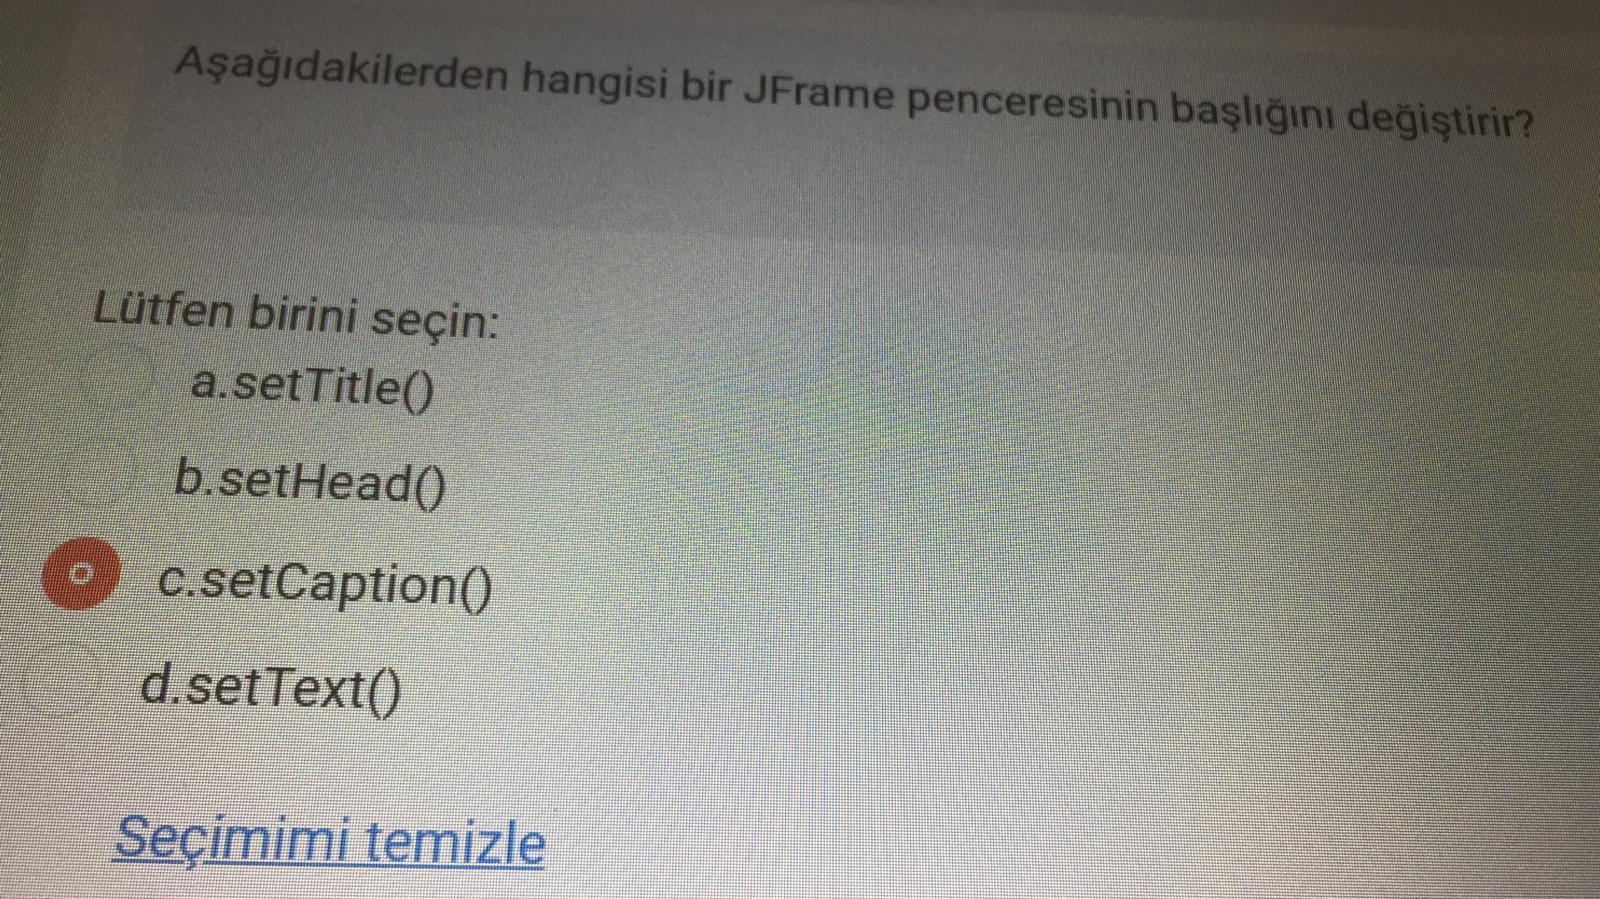 Aşağıdakilerden hangisi bir JFrame penceresinin başlığını değiştirir?
Lütfen birini seçin:
a.setTitle()
b.setHead()
c.setCaption()
d.setText()
Seçimimi temizle